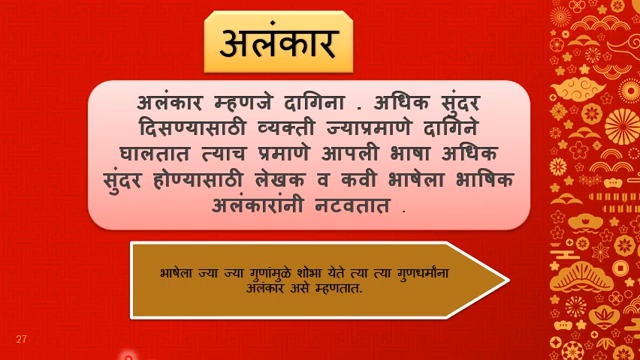 अलंकार
अलंकार म्हणजे दागिना . अधिक सुंदर
दिसण्यासाठी व्यक्ती ज्याप्रमाणे दागिने
घालतात त्याच प्रमाणे आपली भाषा अधिक
सुंदर होण्यासाठी लेखक व कवी भाषेला भाषिक
अलंकारांनी नटवतात .
भाषेला ज्या ज्या गुणांमुळे शोभा येते त्या त्या गुणधर्मांना
अलंकार असे म्हणतात.
27